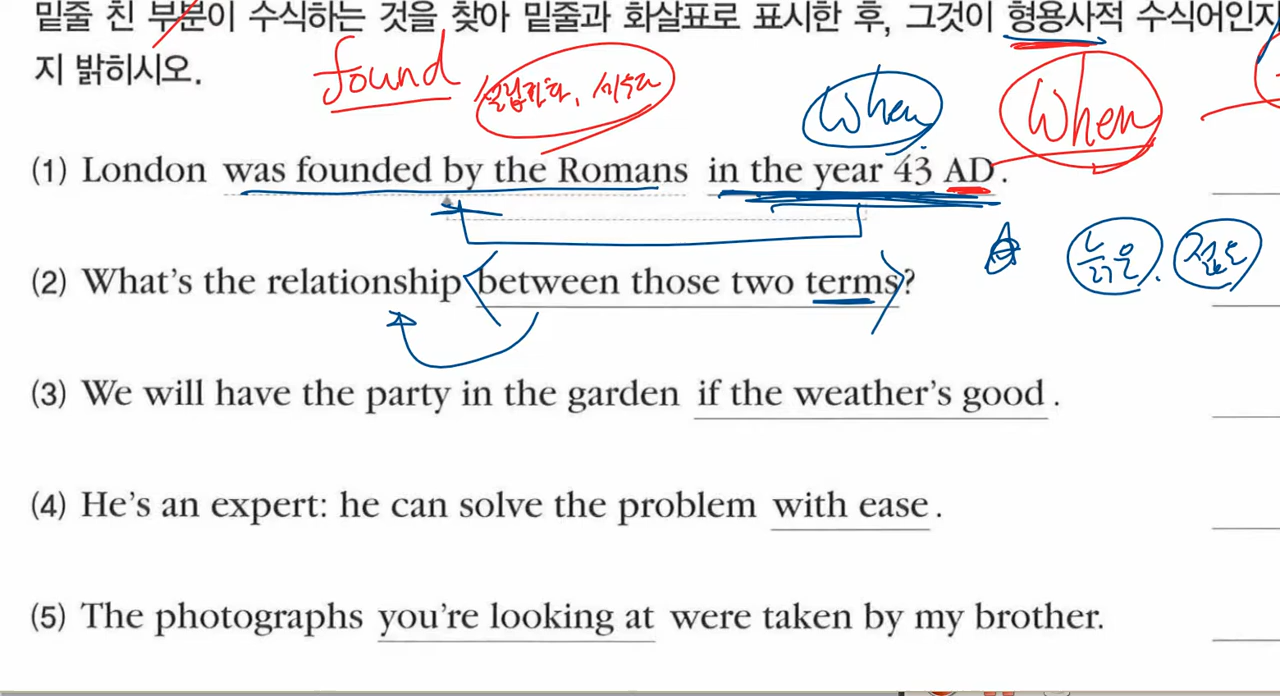 밑줄 친 부분이 수식하는 것을 찾아 밑줄과 화살표로 표시한 후, 그것이 형용사적 수식어인지
지 밝히시오.
found
설립한다,
When
When
(1) London was founded by the Romans in the year 43 AD.
(2) What's the relationship between those two terms?
(3) We will have the party in the garden if the weather's good.
(4) He's an expert: he can solve the problem with ease.
(5) The photographs you're looking at were taken by my brother.